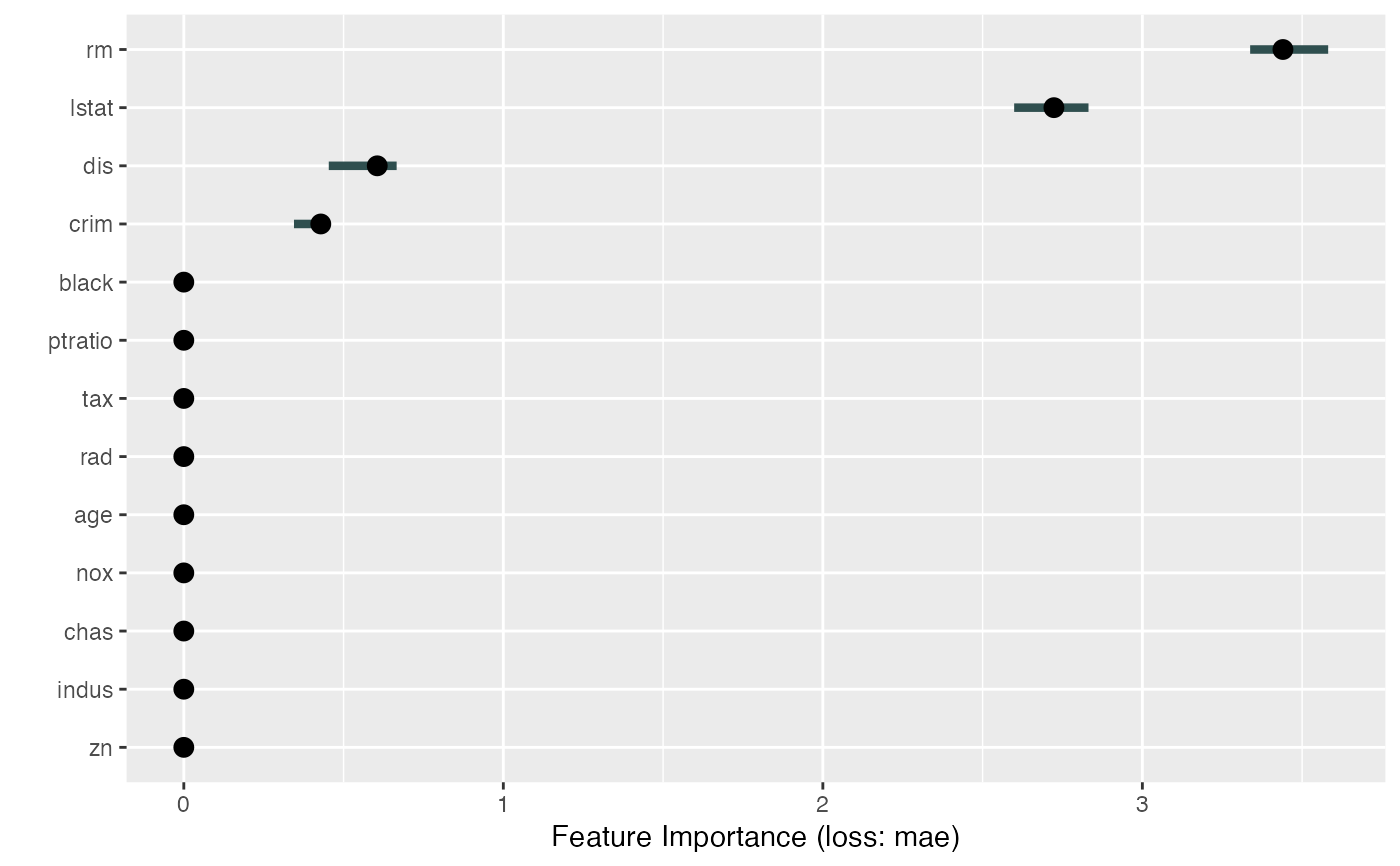 rm
lstat
dis
crim
black
ptratio
tax
rad
age
nox
chas
indus
zn
0 1 2 3
Feature Importance (loss: mae)